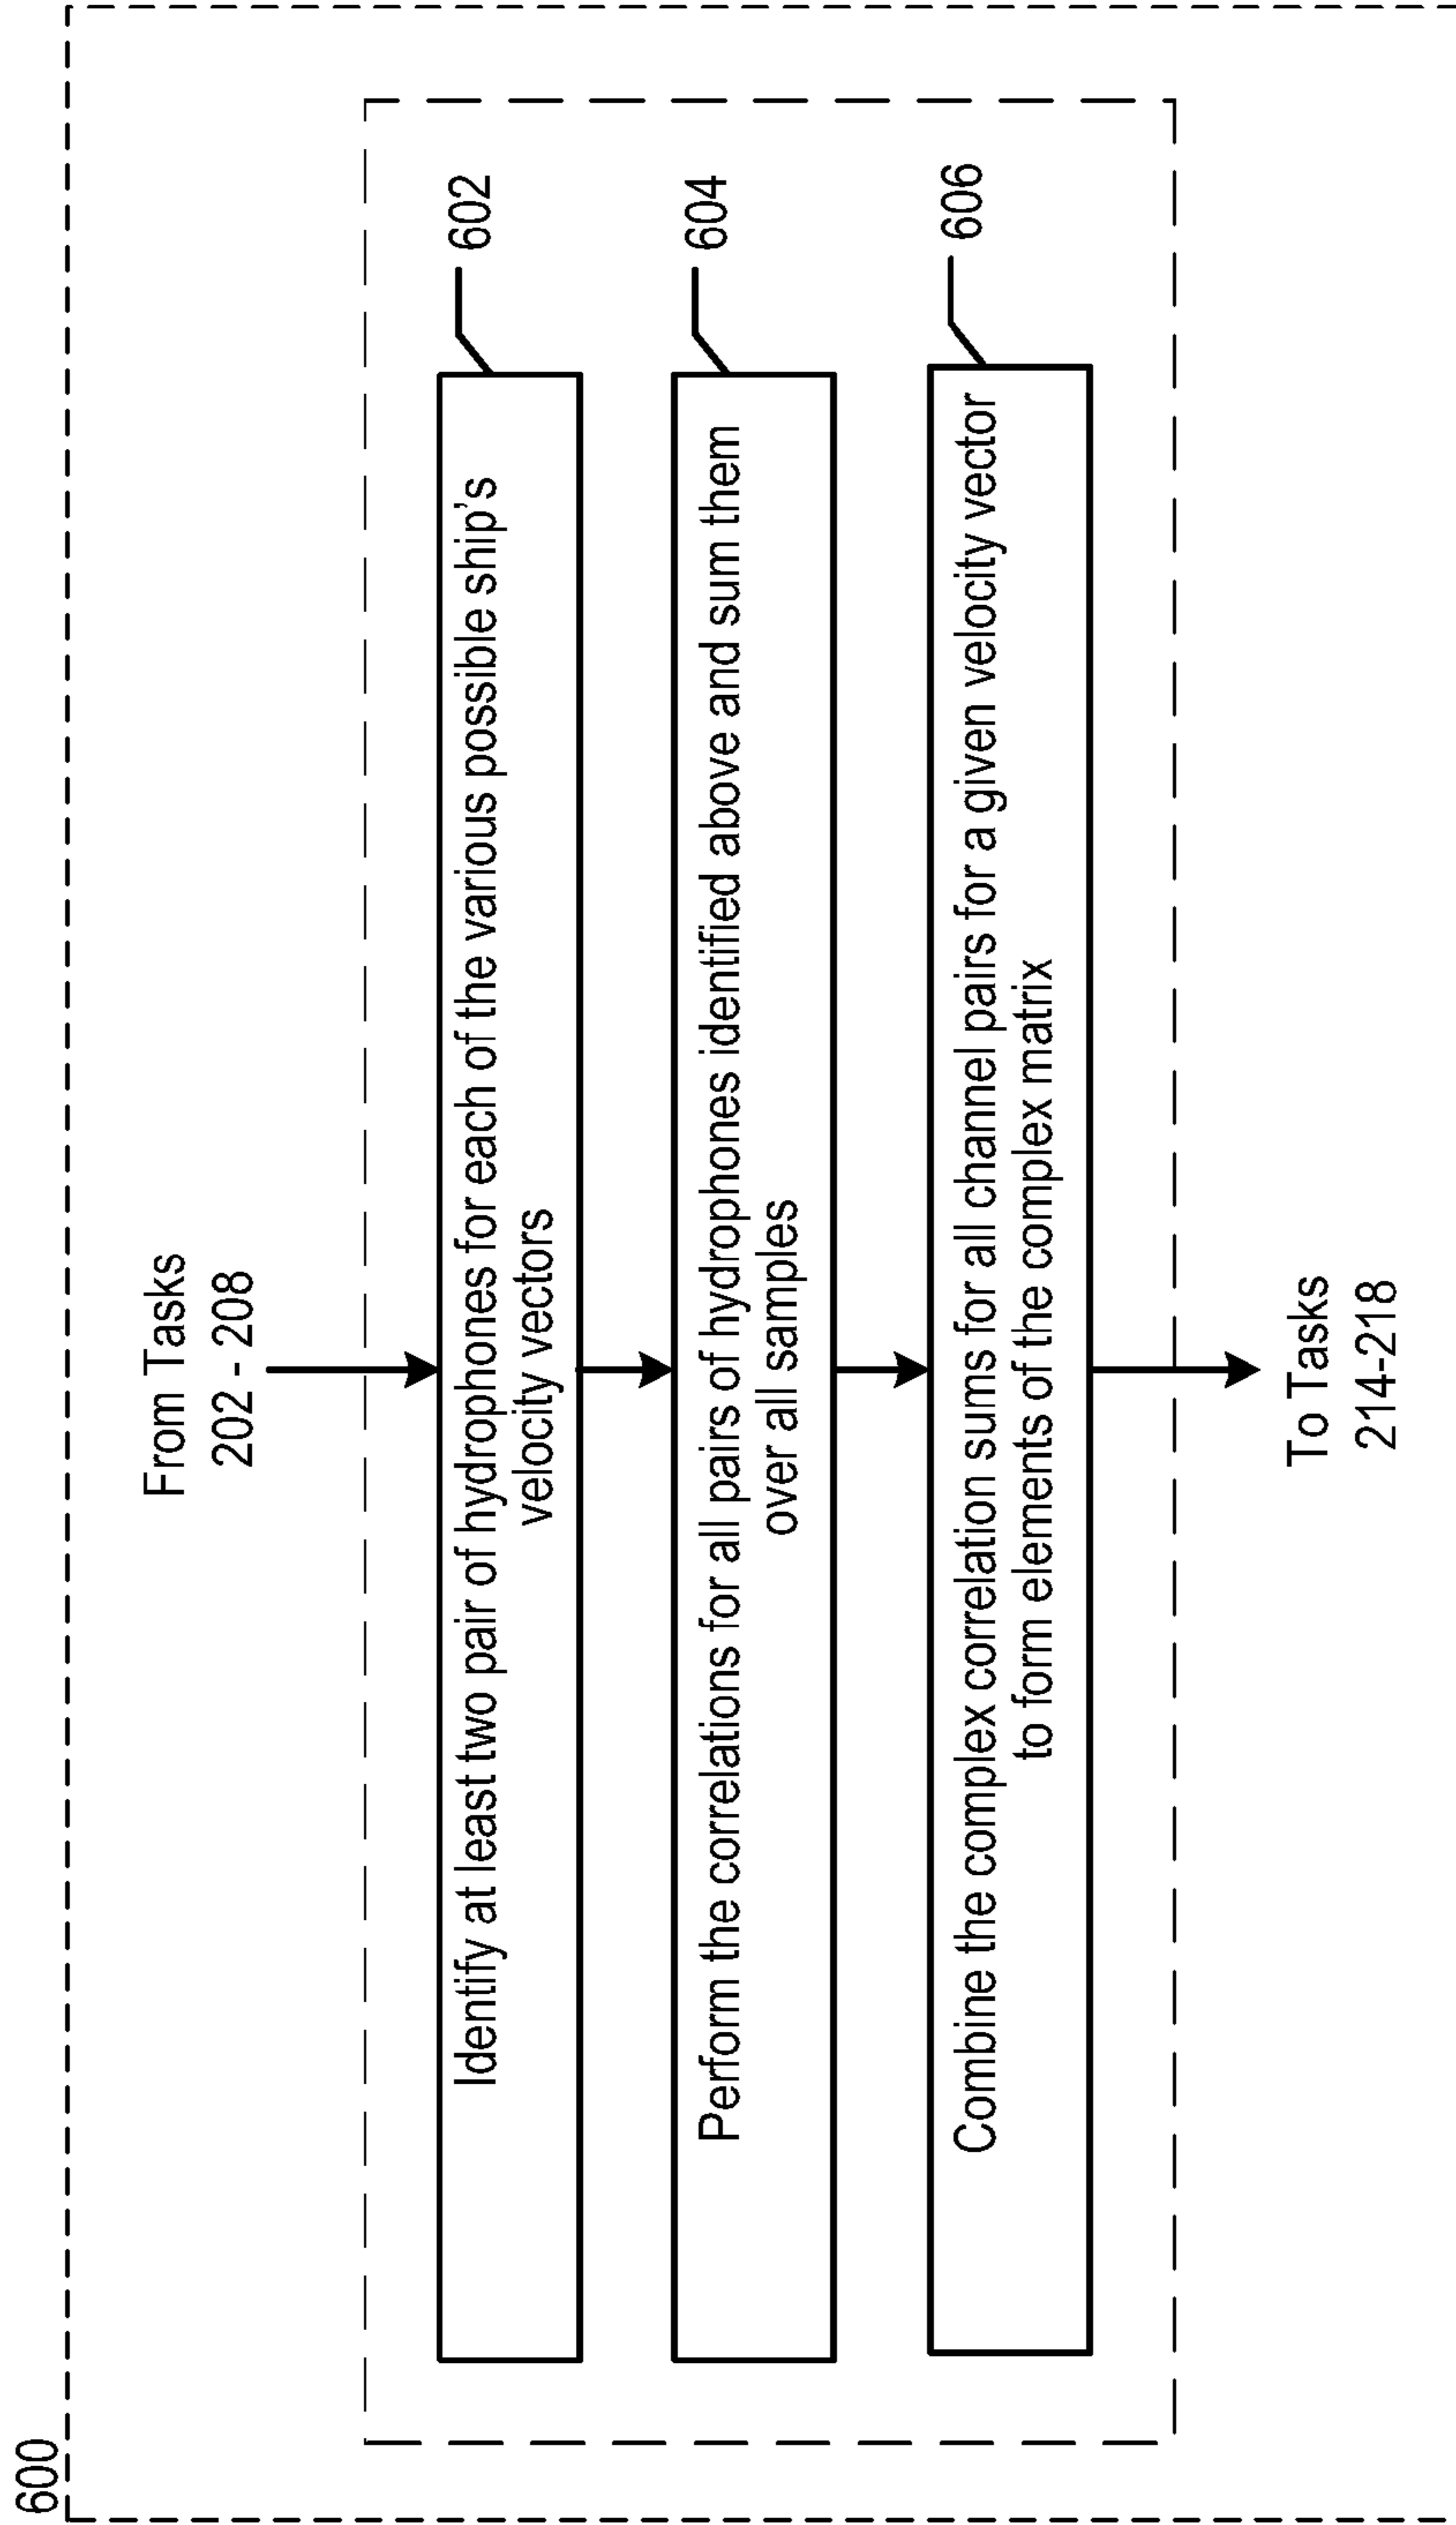 600
From Tasks
202 - 208
Identify at least two pair of hydrophones for each of the various possible ship's
velocity vectors
602
Perform the correlations for all pairs of hydrophones identified above and sum them
over all samples
604
Combine the complex correlation sums for all channel pairs for a given velocity vector
to form elements of the complex matrix
606
To Tasks
214-218